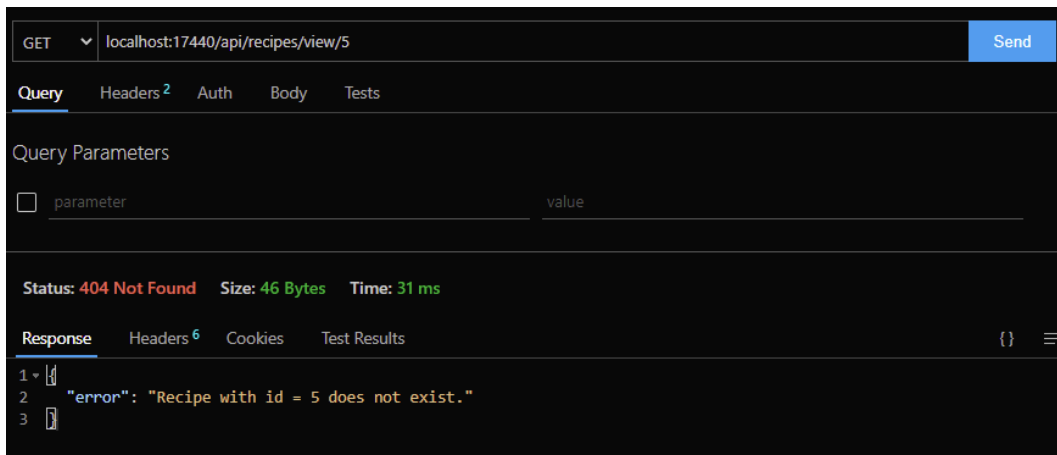 GET localhost:17440/api/recipes/view/5 Send
Query Headers 2 Auth Body Tests
Query Parameters
parameter value
Status: 404 Not Found Size: 46 Bytes Time: 31 ms
Response Headers 6 Cookies Test Results {}
1 {
2 "error": "Recipe with id = 5 does not exist."
3 }